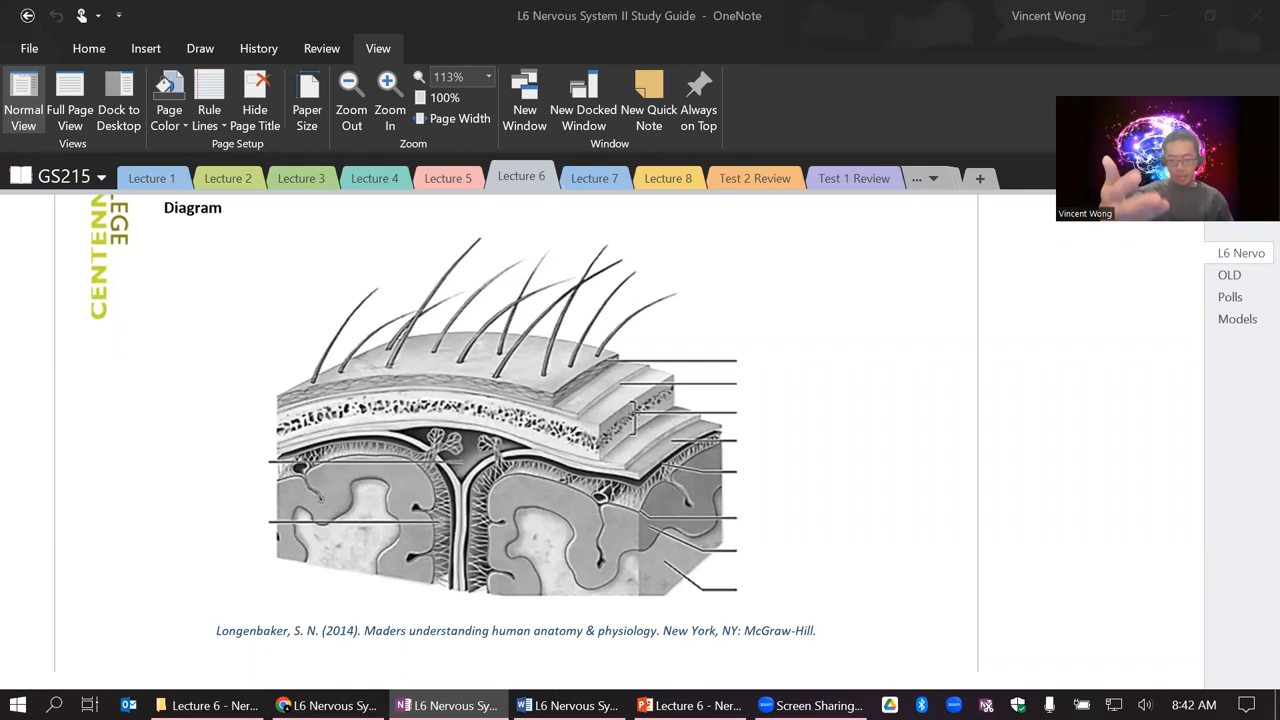 L6 Nervous System II Study Guide - OneNote
Vincent Wong
File Home Insert Draw History Review View
Normal View
Full Page View
Dock to Desktop
Views
Page Color
Rule Lines
Hide Page Title
Paper Size
Page Setup
Zoom Out
Zoom In
113%
100%
Page Width
Zoom
New Window
New Docked Window
New Quick Note
Always on Top
Window
Vincent Wong
GS215
Lecture 1
Lecture 2
Lecture 3
Lecture 4
Lecture 5
Lecture 6
Lecture 7
Lecture 8
Test 2 Review
Test 1 Review
...
CENTENN
LEGE
Diagram
L6 Nervo
OLD
Polls
Models
Longenbaker, S. N. (2014). Maders understanding human anatomy & physiology. New York, NY: McGraw-Hill.
Lecture 6 - Ner...
L6 Nervous Sy...
L6 Nervous Sy...
L6 Nervous Sy...
Lecture 6 - Ner...
Screen Sharing...
8:42 AM